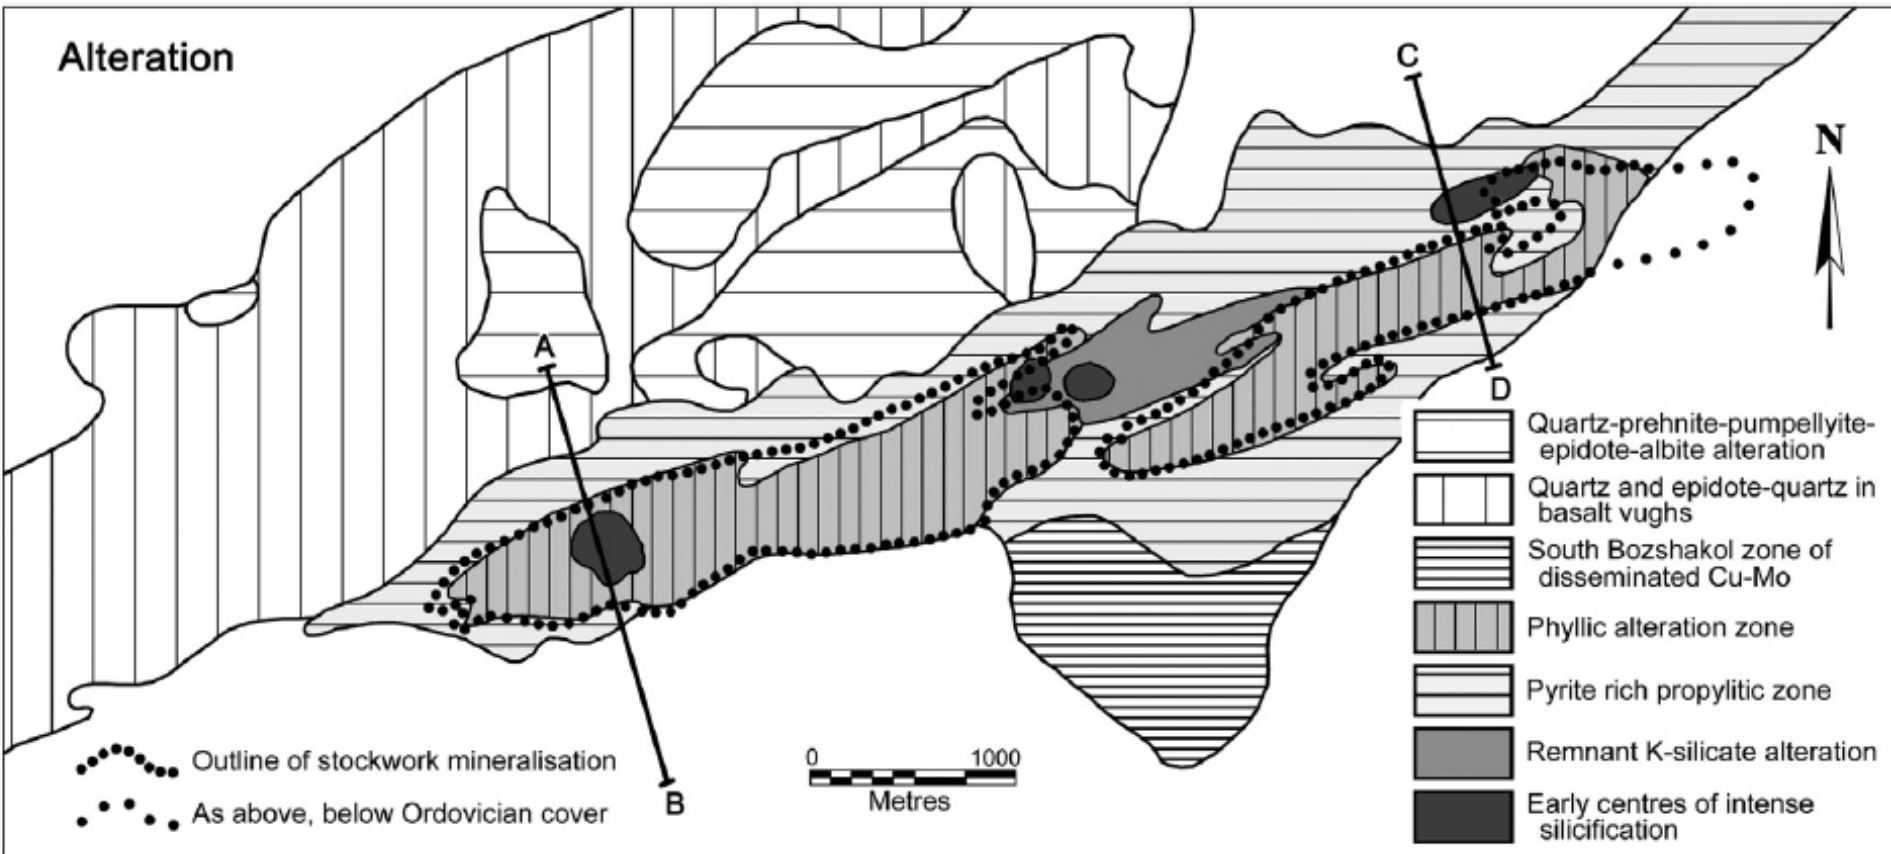 Alteration
C
N
A
D
B
Quartz-prehnite-pumpellyite-
epidote-albite alteration
Quartz and epidote-quartz in
basalt vughs
South Bozshakol zone of
disseminated Cu-Mo
Phyllic alteration zone
Pyrite rich propylitic zone
Remnant K-silicate alteration
Early centres of intense
silicification
Outline of stockwork mineralisation
As above, below Ordovician cover
0 1000
Metres